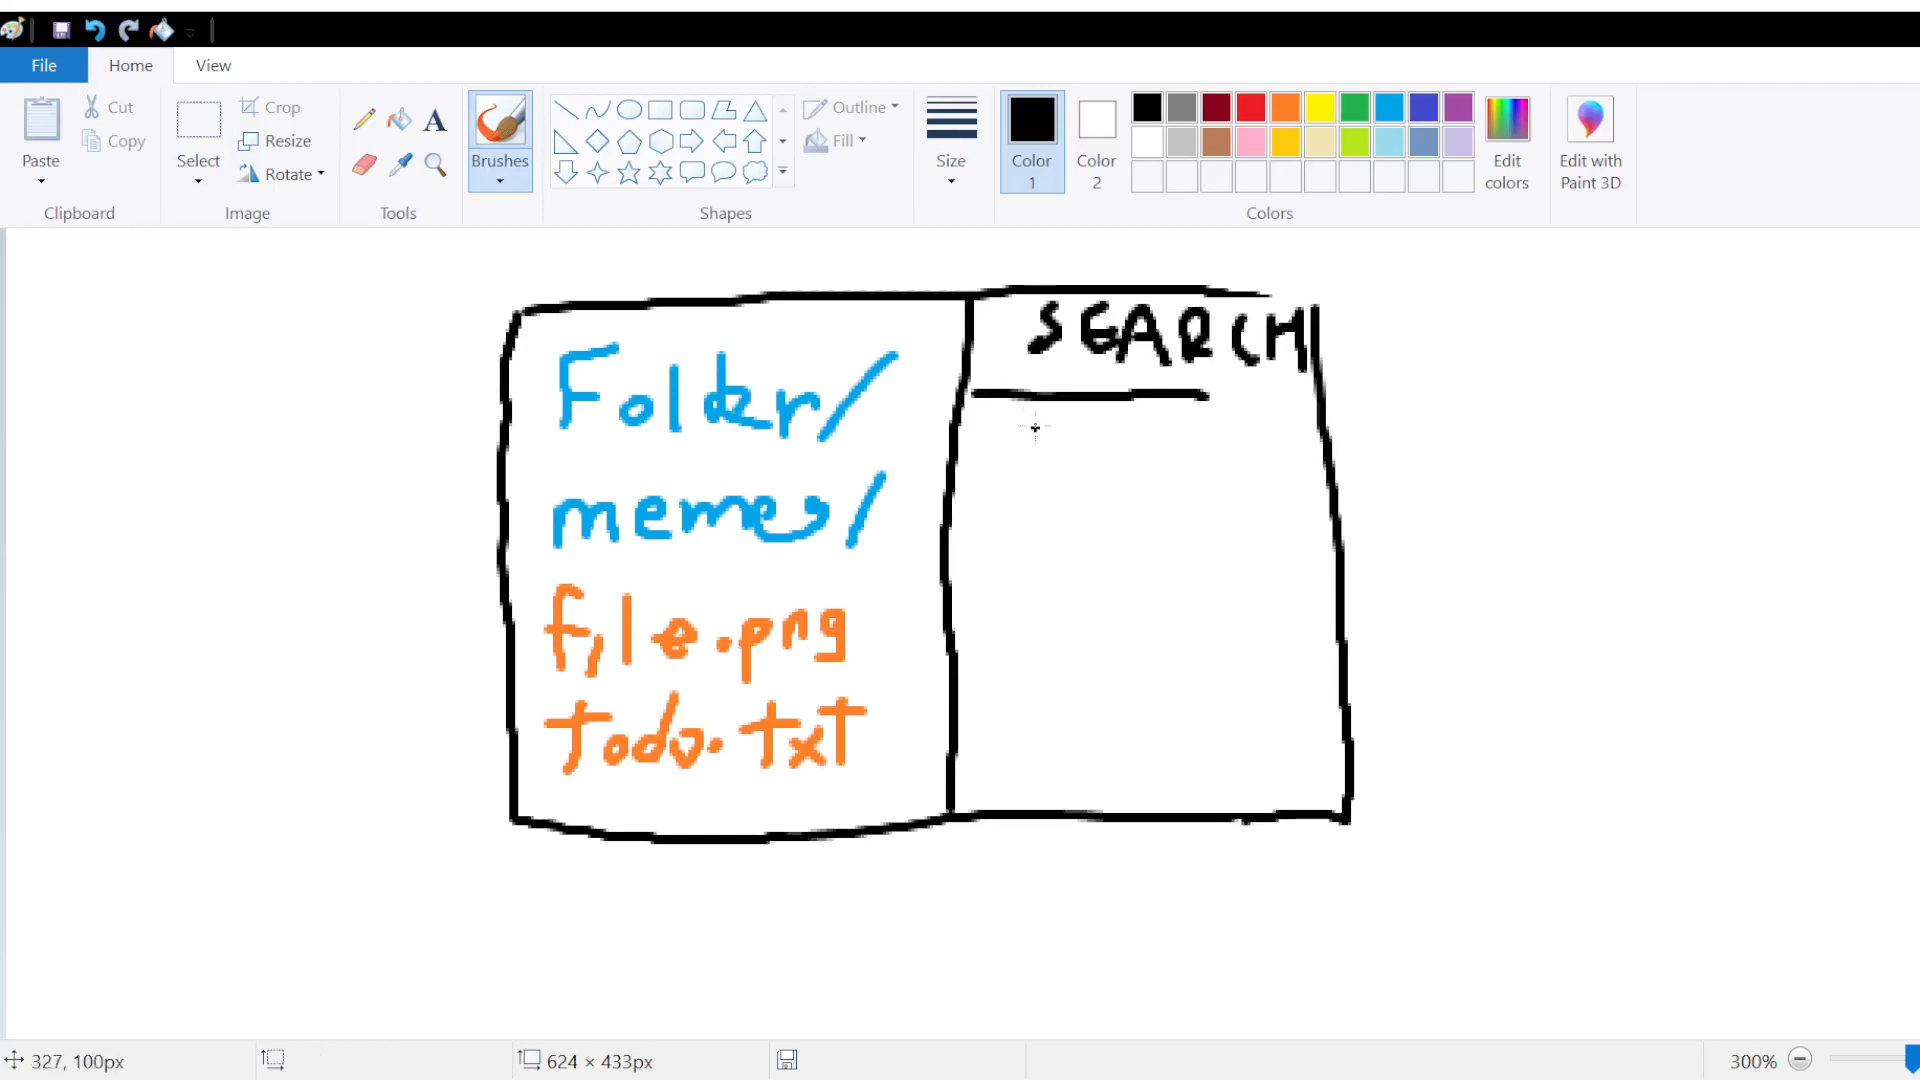 File Home View
Paste
Cut
Copy
Clipboard
Select
Crop
Resize
Rotate
Image
Tools
Brushes
Shapes
Outline
Fill
Size
Color 1
Color 2
Colors
Edit colors
Edit with Paint 3D
Folder/
memes/
file.png
todo.txt
SEARCH
327, 100px
624 × 433px
300%